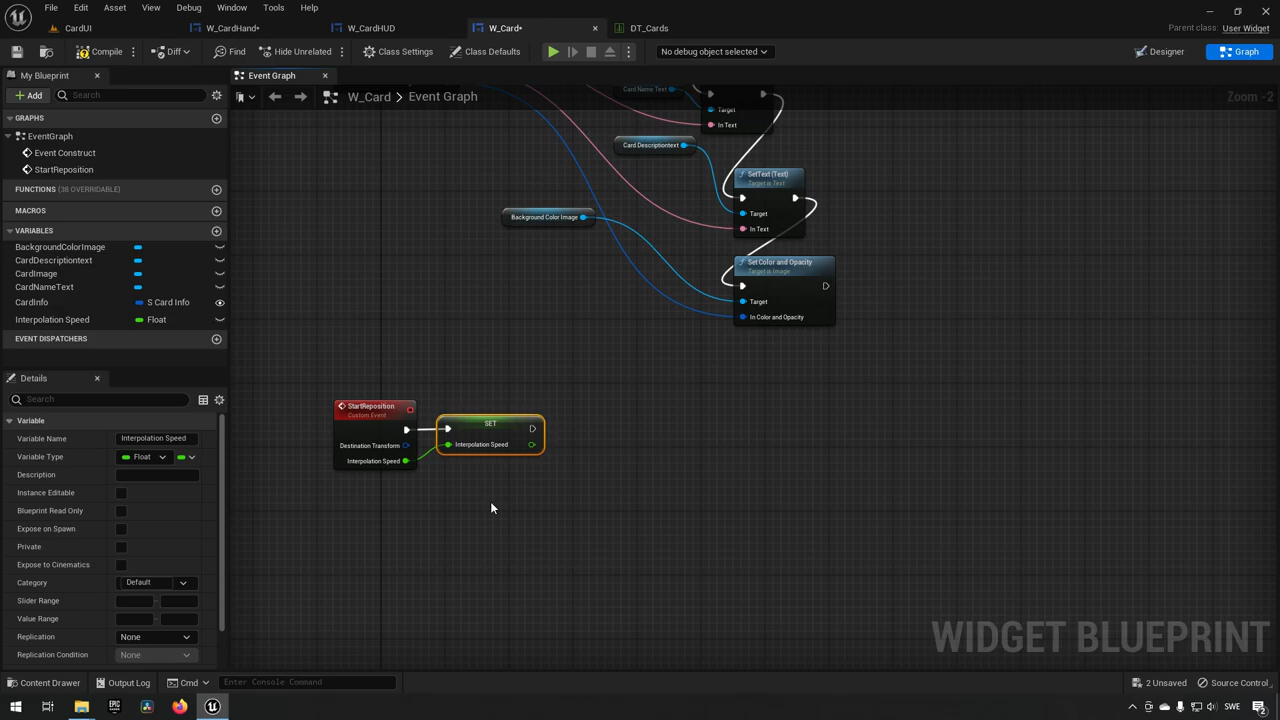 File Edit Asset View Debug Window Tools Help
CardUI W_CardHand• W_CardHUD W_Card• DT_Cards
Parent class: User Widget
Compile Diff Find Hide Unrelated Class Settings Class Defaults No debug object selected Designer Graph
My Blueprint Event Graph
Add Search W_Card Event Graph Zoom -2
GRAPHS
EventGraph
Event Construct
StartReposition
FUNCTIONS (38 OVERRIDABLE)
MACROS
VARIABLES
BackgroundColorImage
CardDescriptiontext
CardImage
CardNameText
CardInfo S Card Info
Interpolation Speed Float
EVENT DISPATCHERS
Details
Search
Variable
Variable Name Interpolation Speed
Variable Type Float
Description
Instance Editable
Blueprint Read Only
Expose on Spawn
Private
Expose to Cinematics
Category Default
Slider Range
Value Range
Replication None
Replication Condition None
Card Name Text
Target
In Text
Card Descriptiontext
SetText (Text)
Target is Text
Target
In Text
Background Color Image
Set Color and Opacity
Target is Image
Target
In Color and Opacity
StartReposition
Custom Event
Destination Transform
Interpolation Speed
SET
Interpolation Speed
WIDGET BLUEPRINT
Content Drawer Output Log Cmd Enter Console Command 2 Unsaved Source Control
EPIC GAMES SWE 2